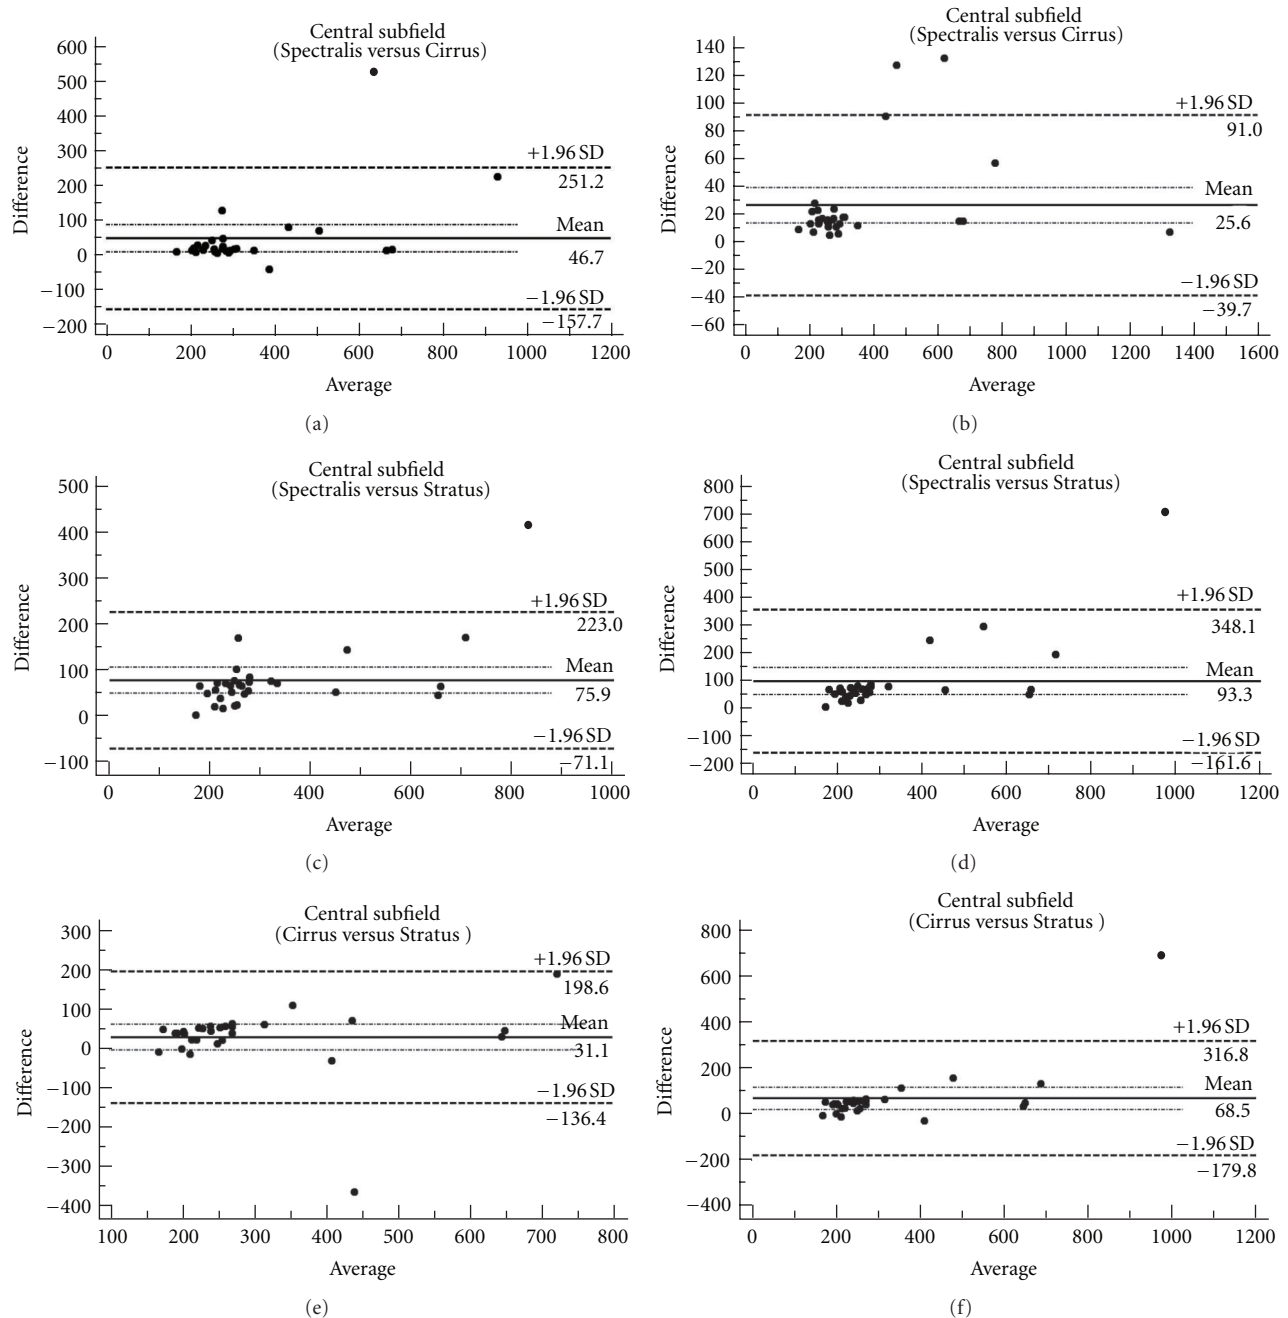 Central subfield
(Spectralis versus Cirrus)
600
500
400
300
200
100
0
−100
−200
Difference
+1.96 SD
251.2
Mean
46.7
−1.96 SD
−157.7
0 200 400 600 800 1000 1200
Average
(a)
Central subfield
(Spectralis versus Cirrus)
140
120
100
80
60
40
20
0
−20
−40
−60
Difference
+1.96 SD
91.0
Mean
25.6
−1.96 SD
−39.7
0 200 400 600 800 1000 1200 1400 1600
Average
(b)
Central subfield
(Spectralis versus Stratus)
500
400
300
200
100
0
−100
Difference
+1.96 SD
223.0
Mean
75.9
−1.96 SD
−71.1
0 200 400 600 800 1000
Average
(c)
Central subfield
(Spectralis versus Stratus)
800
700
600
500
400
300
200
100
0
−100
−200
Difference
+1.96 SD
348.1
Mean
93.3
−1.96 SD
−161.6
0 200 400 600 800 1000 1200
Average
(d)
Central subfield
(Cirrus versus Stratus )
300
200
100
0
−100
−200
−300
−400
Difference
+1.96 SD
198.6
Mean
31.1
−1.96 SD
−136.4
100 200 300 400 500 600 700 800
Average
(e)
Central subfield
(Cirrus versus Stratus )
800
600
400
200
0
−200
−400
Difference
+1.96 SD
316.8
Mean
68.5
−1.96 SD
−179.8
0 200 400 600 800 1000 1200
Average
(f)